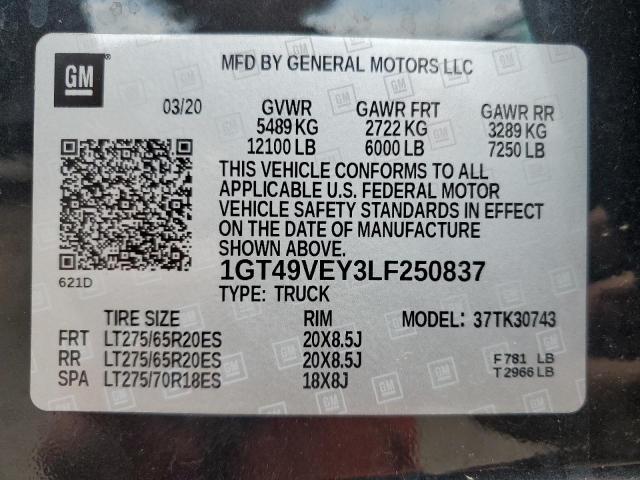 GM
MFD BY GENERAL MOTORS LLC
03/20 GVWR GAWR FRT GAWR RR
5489 KG 2722 KG 3289 KG
12100 LB 6000 LB 7250 LB
THIS VEHICLE CONFORMS TO ALL
APPLICABLE U.S. FEDERAL MOTOR
VEHICLE SAFETY STANDARDS IN EFFECT
ON THE DATE OF MANUFACTURE
SHOWN ABOVE.
621D
1GT49VEY3LF250837
TYPE: TRUCK
TIRE SIZE RIM MODEL: 37TK30743
FRT LT275/65R20ES 20X8.5J
RR LT275/65R20ES 20X8.5J F 781 LB
SPA LT275/70R18ES 18X8J T 2966 LB